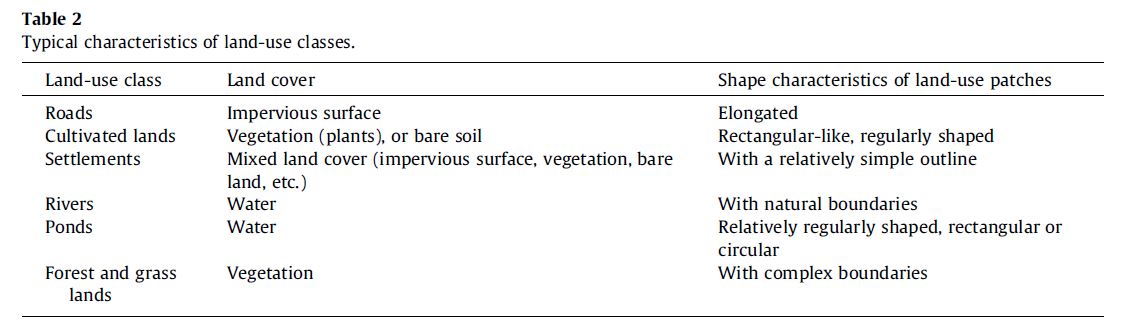 Table 2
Typical characteristics of land-use classes.
Land-use class Land cover Shape characteristics of land-use patches
Roads Impervious surface Elongated
Cultivated lands Vegetation (plants), or bare soil Rectangular-like, regularly shaped
Settlements Mixed land cover (impervious surface, vegetation, bare With a relatively simple outline
land, etc.)
Rivers Water With natural boundaries
Ponds Water Relatively regularly shaped, rectangular or
circular
Forest and grass Vegetation With complex boundaries
lands